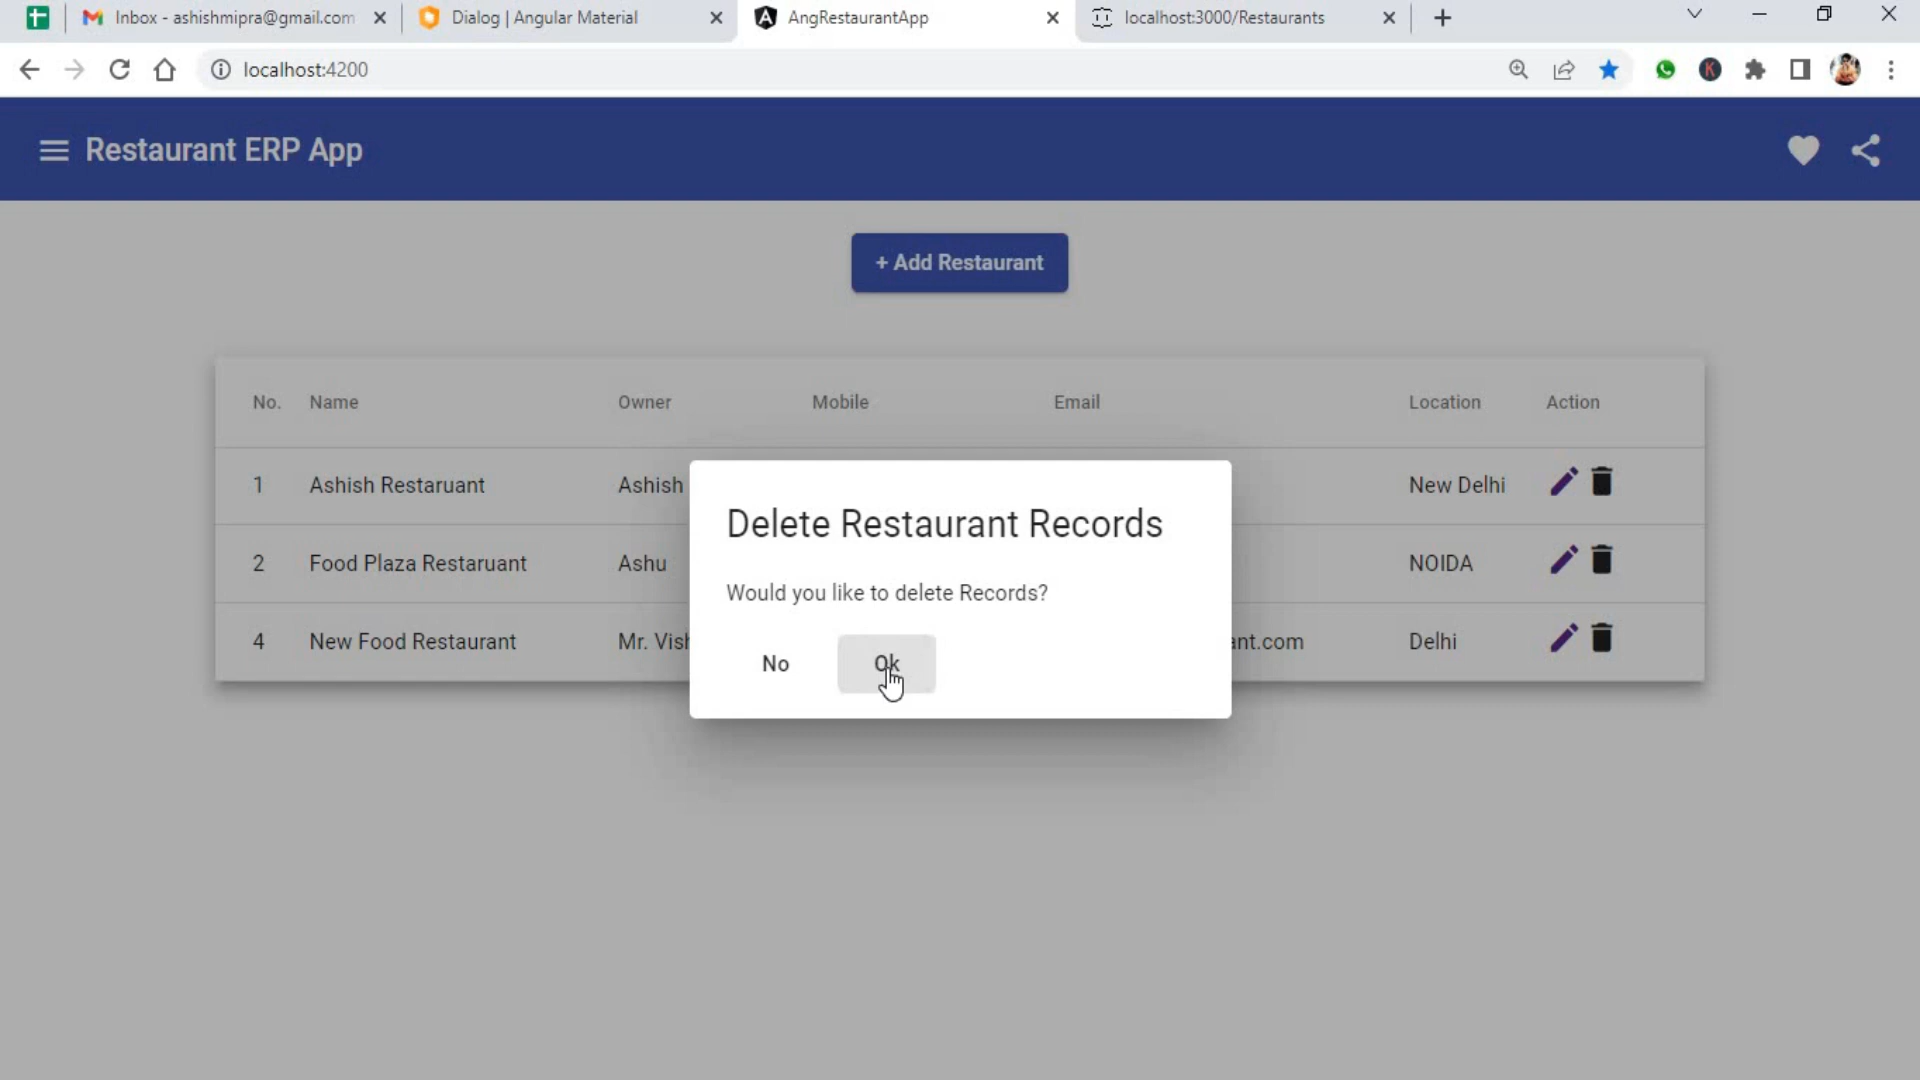 Inbox - ashishmipra@gmail.com
Dialog | Angular Material
AngRestaurantApp
localhost:3000/Restaurants
localhost:4200
Restaurant ERP App
+ Add Restaurant
No. Name Owner Mobile Email Location Action
1 Ashish Restaruant Ashish New Delhi
2 Food Plaza Restaruant Ashu NOIDA
4 New Food Restaurant Mr. Vish ant.com Delhi
Delete Restaurant Records
Would you like to delete Records?
No Ok